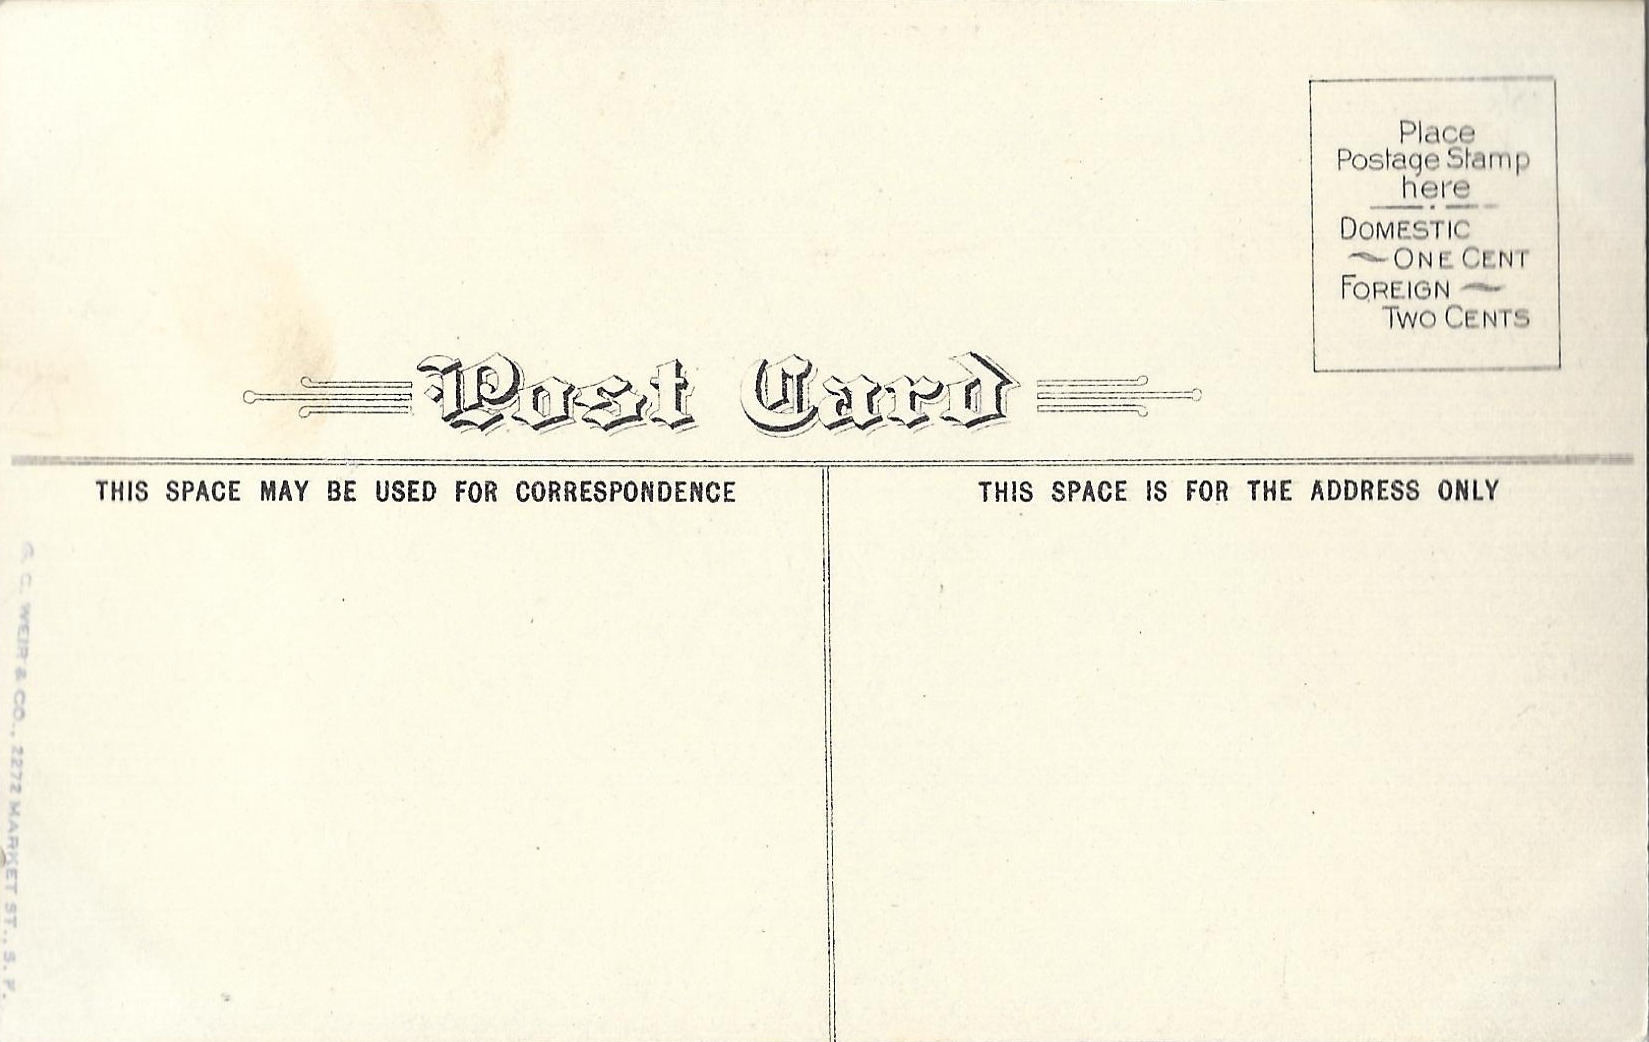 Place
Postage Stamp
here
DOMESTIC
ONE CENT
FOREIGN
TWO CENTS
Post Card
THIS SPACE MAY BE USED FOR CORRESPONDENCE
THIS SPACE IS FOR THE ADDRESS ONLY
C. WEIR & CO., 2272 MARKET ST., S. F.